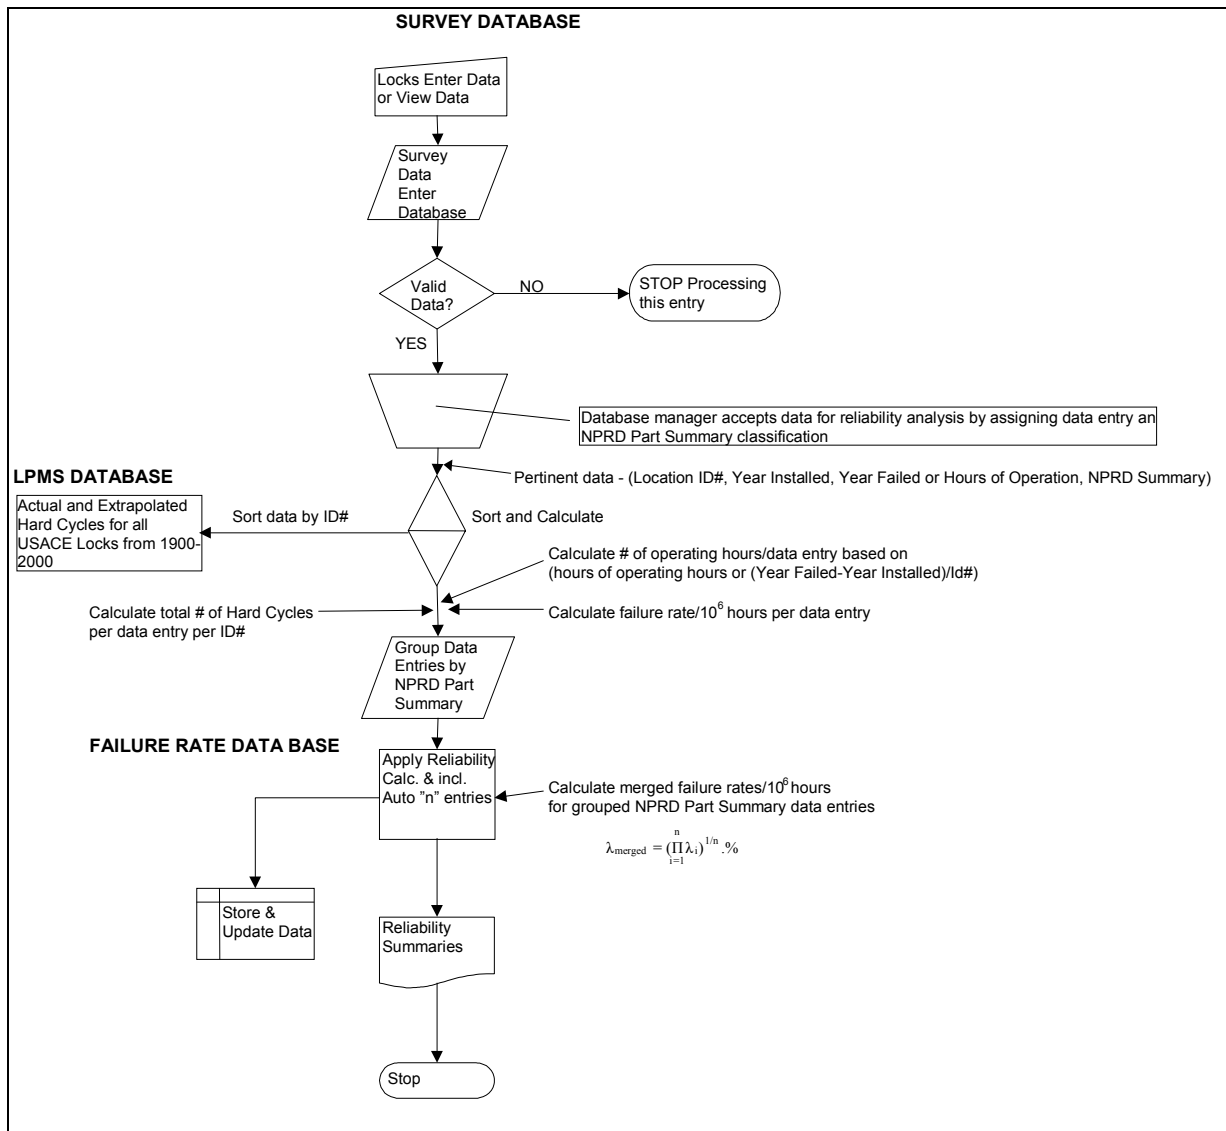 SURVEY DATABASE
Locks Enter Data
or View Data
Survey
Data
Enter
Database
Valid
Data?
NO
STOP Processing
this entry
YES
Database manager accepts data for reliability analysis by assigning data entry an
NPRD Part Summary classification
LPMS DATABASE
Pertinent data - (Location ID#, Year Installed, Year Failed or Hours of Operation, NPRD Summary)
Actual and Extrapolated
Hard Cycles for all
USACE Locks from 1900-
2000
Sort data by ID#
Sort and Calculate
Calculate # of operating hours/data entry based on
(hours of operating hours or (Year Failed-Year Installed)/Id#)
Calculate total # of Hard Cycles
per data entry per ID#
Calculate failure rate/10^6 hours per data entry
Group Data
Entries by
NPRD Part
Summary
FAILURE RATE DATA BASE
Apply Reliability
Calc. & incl.
Auto "n" entries
Calculate merged failure rates/10^6 hours
for grouped NPRD Part Summary data entries
λmerged = (∏ i=1 n λi)^1/n .%
Store &
Update Data
Reliability
Summaries
Stop